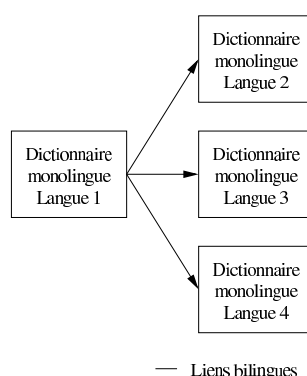 Dictionnaire
monolingue
Langue 1
Dictionnaire
monolingue
Langue 2
Dictionnaire
monolingue
Langue 3
Dictionnaire
monolingue
Langue 4
Liens bilingues